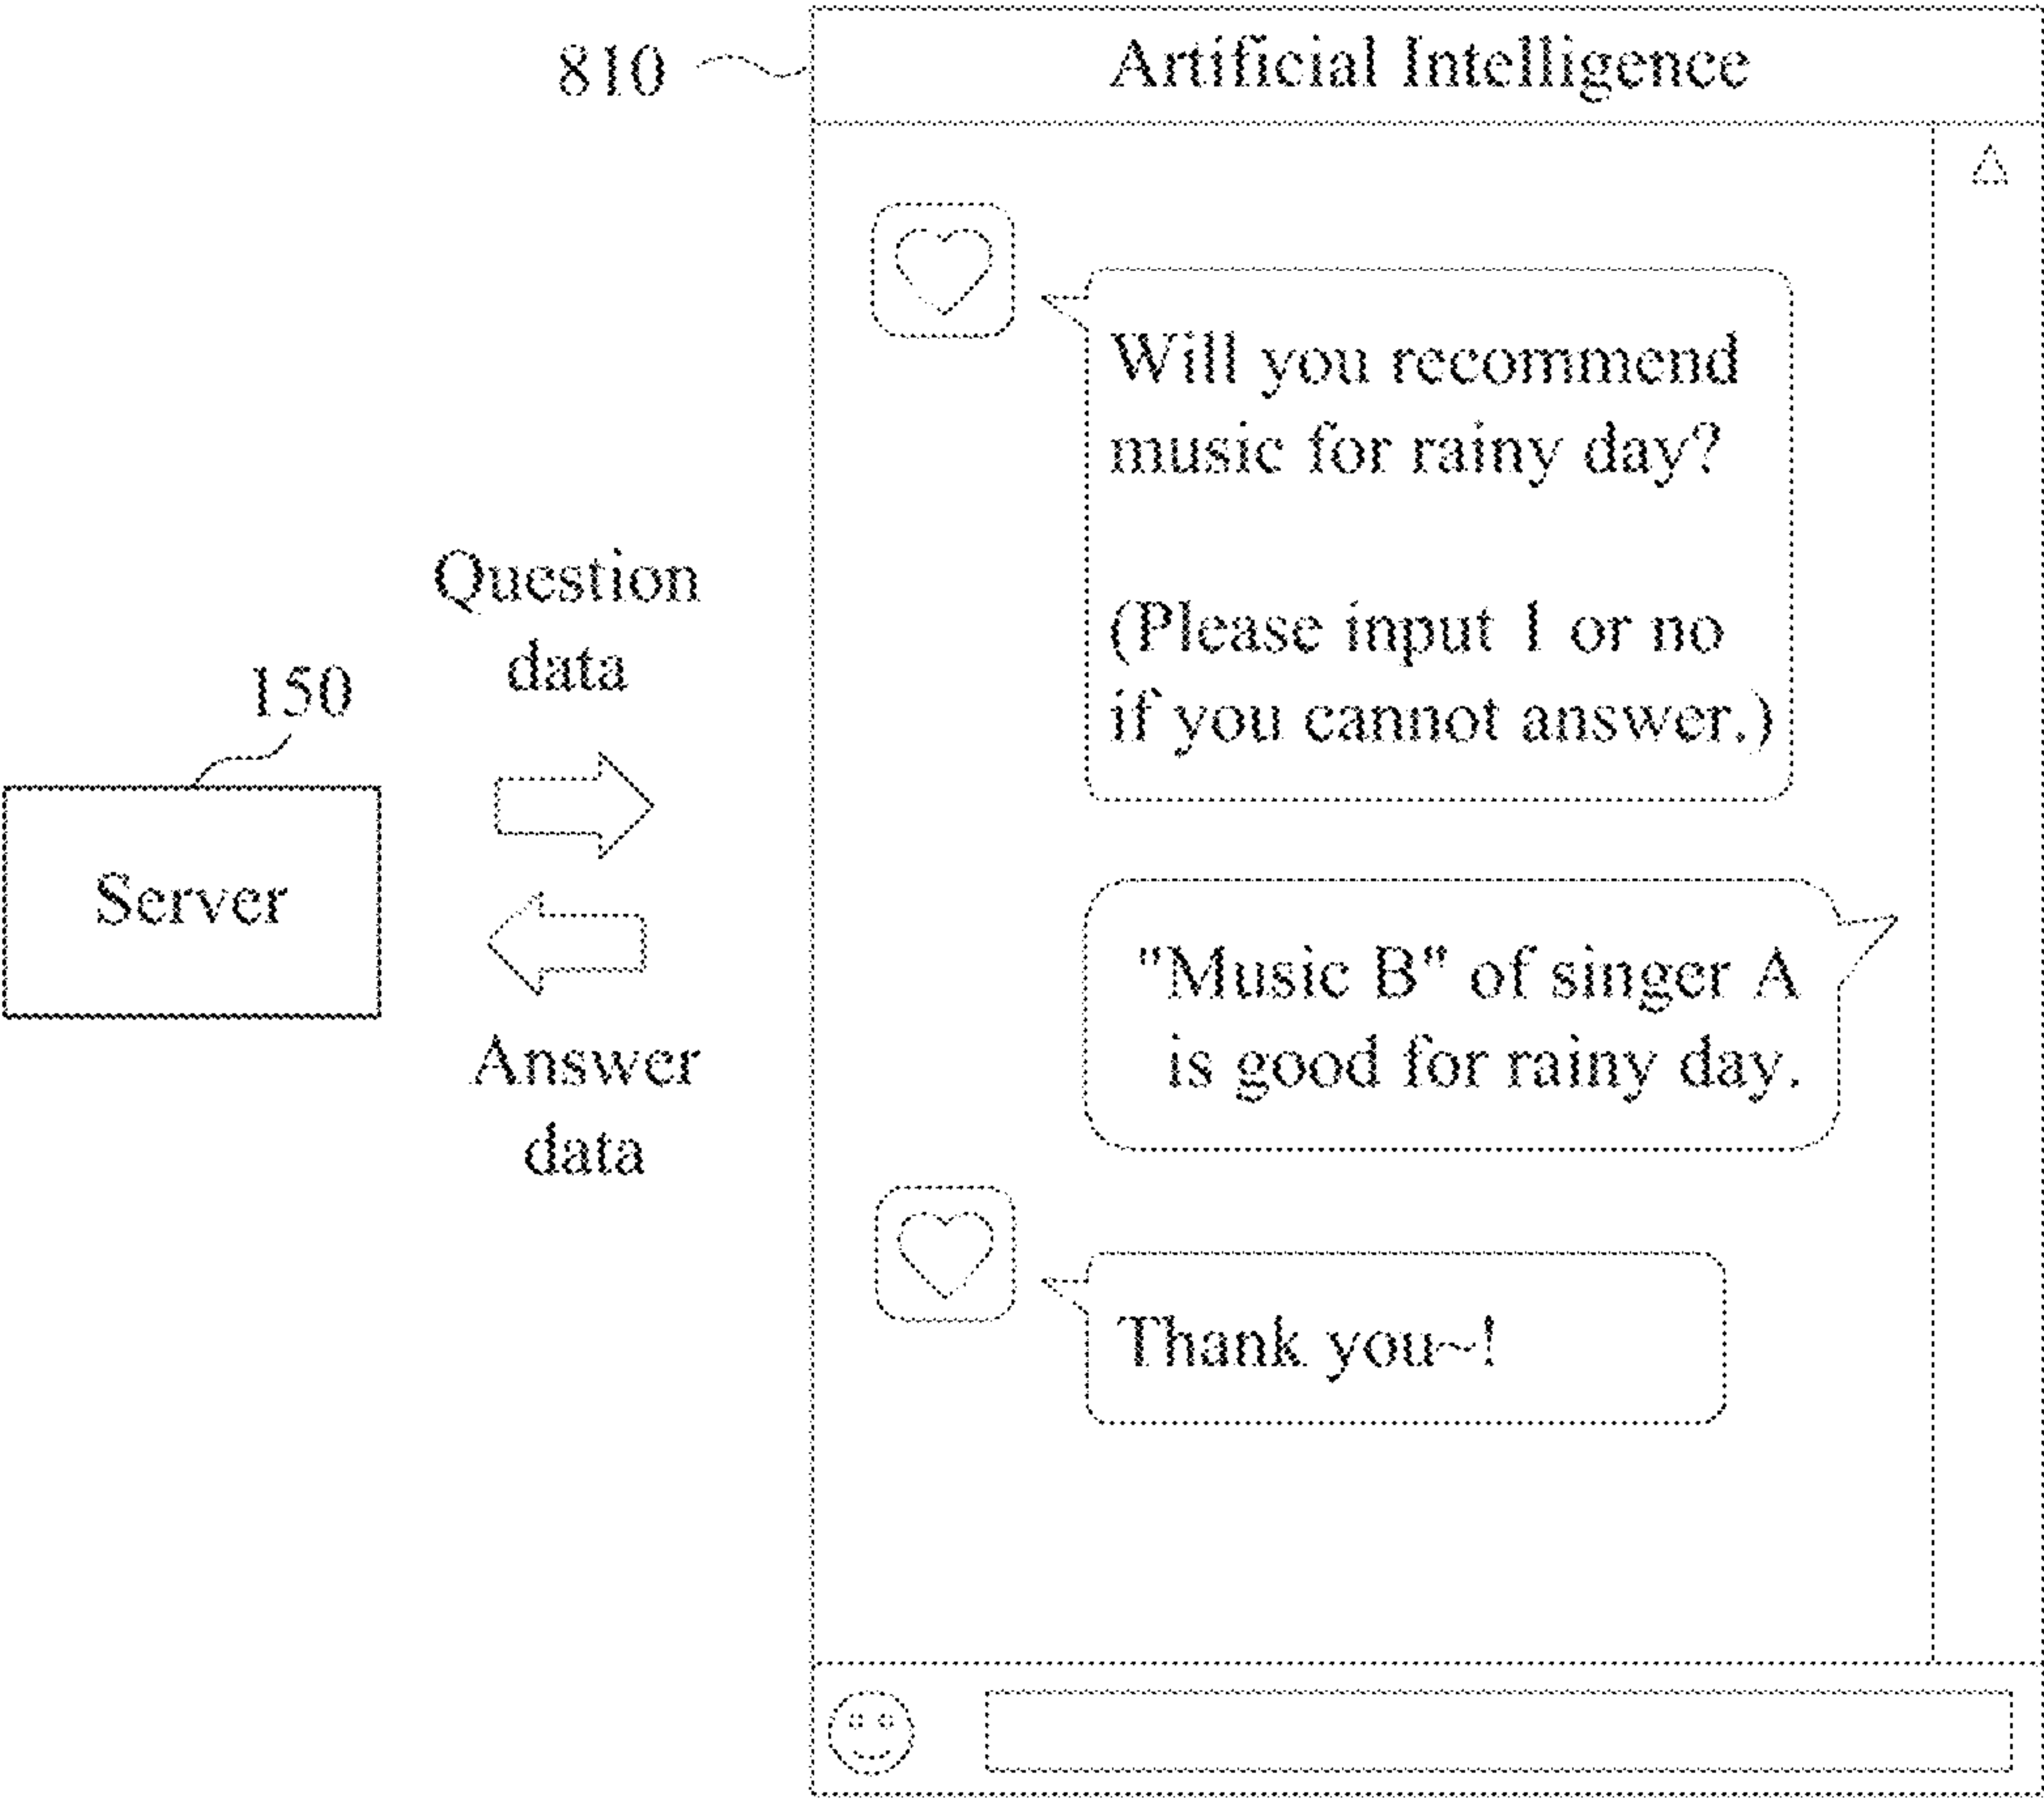 810
Artificial Intelligence
Will you recommend
music for rainy day?
(Please input 1 or no
if you cannot answer.)
Question
data
150
Server
Answer
data
"Music B" of singer A
is good for rainy day.
Thank you~!